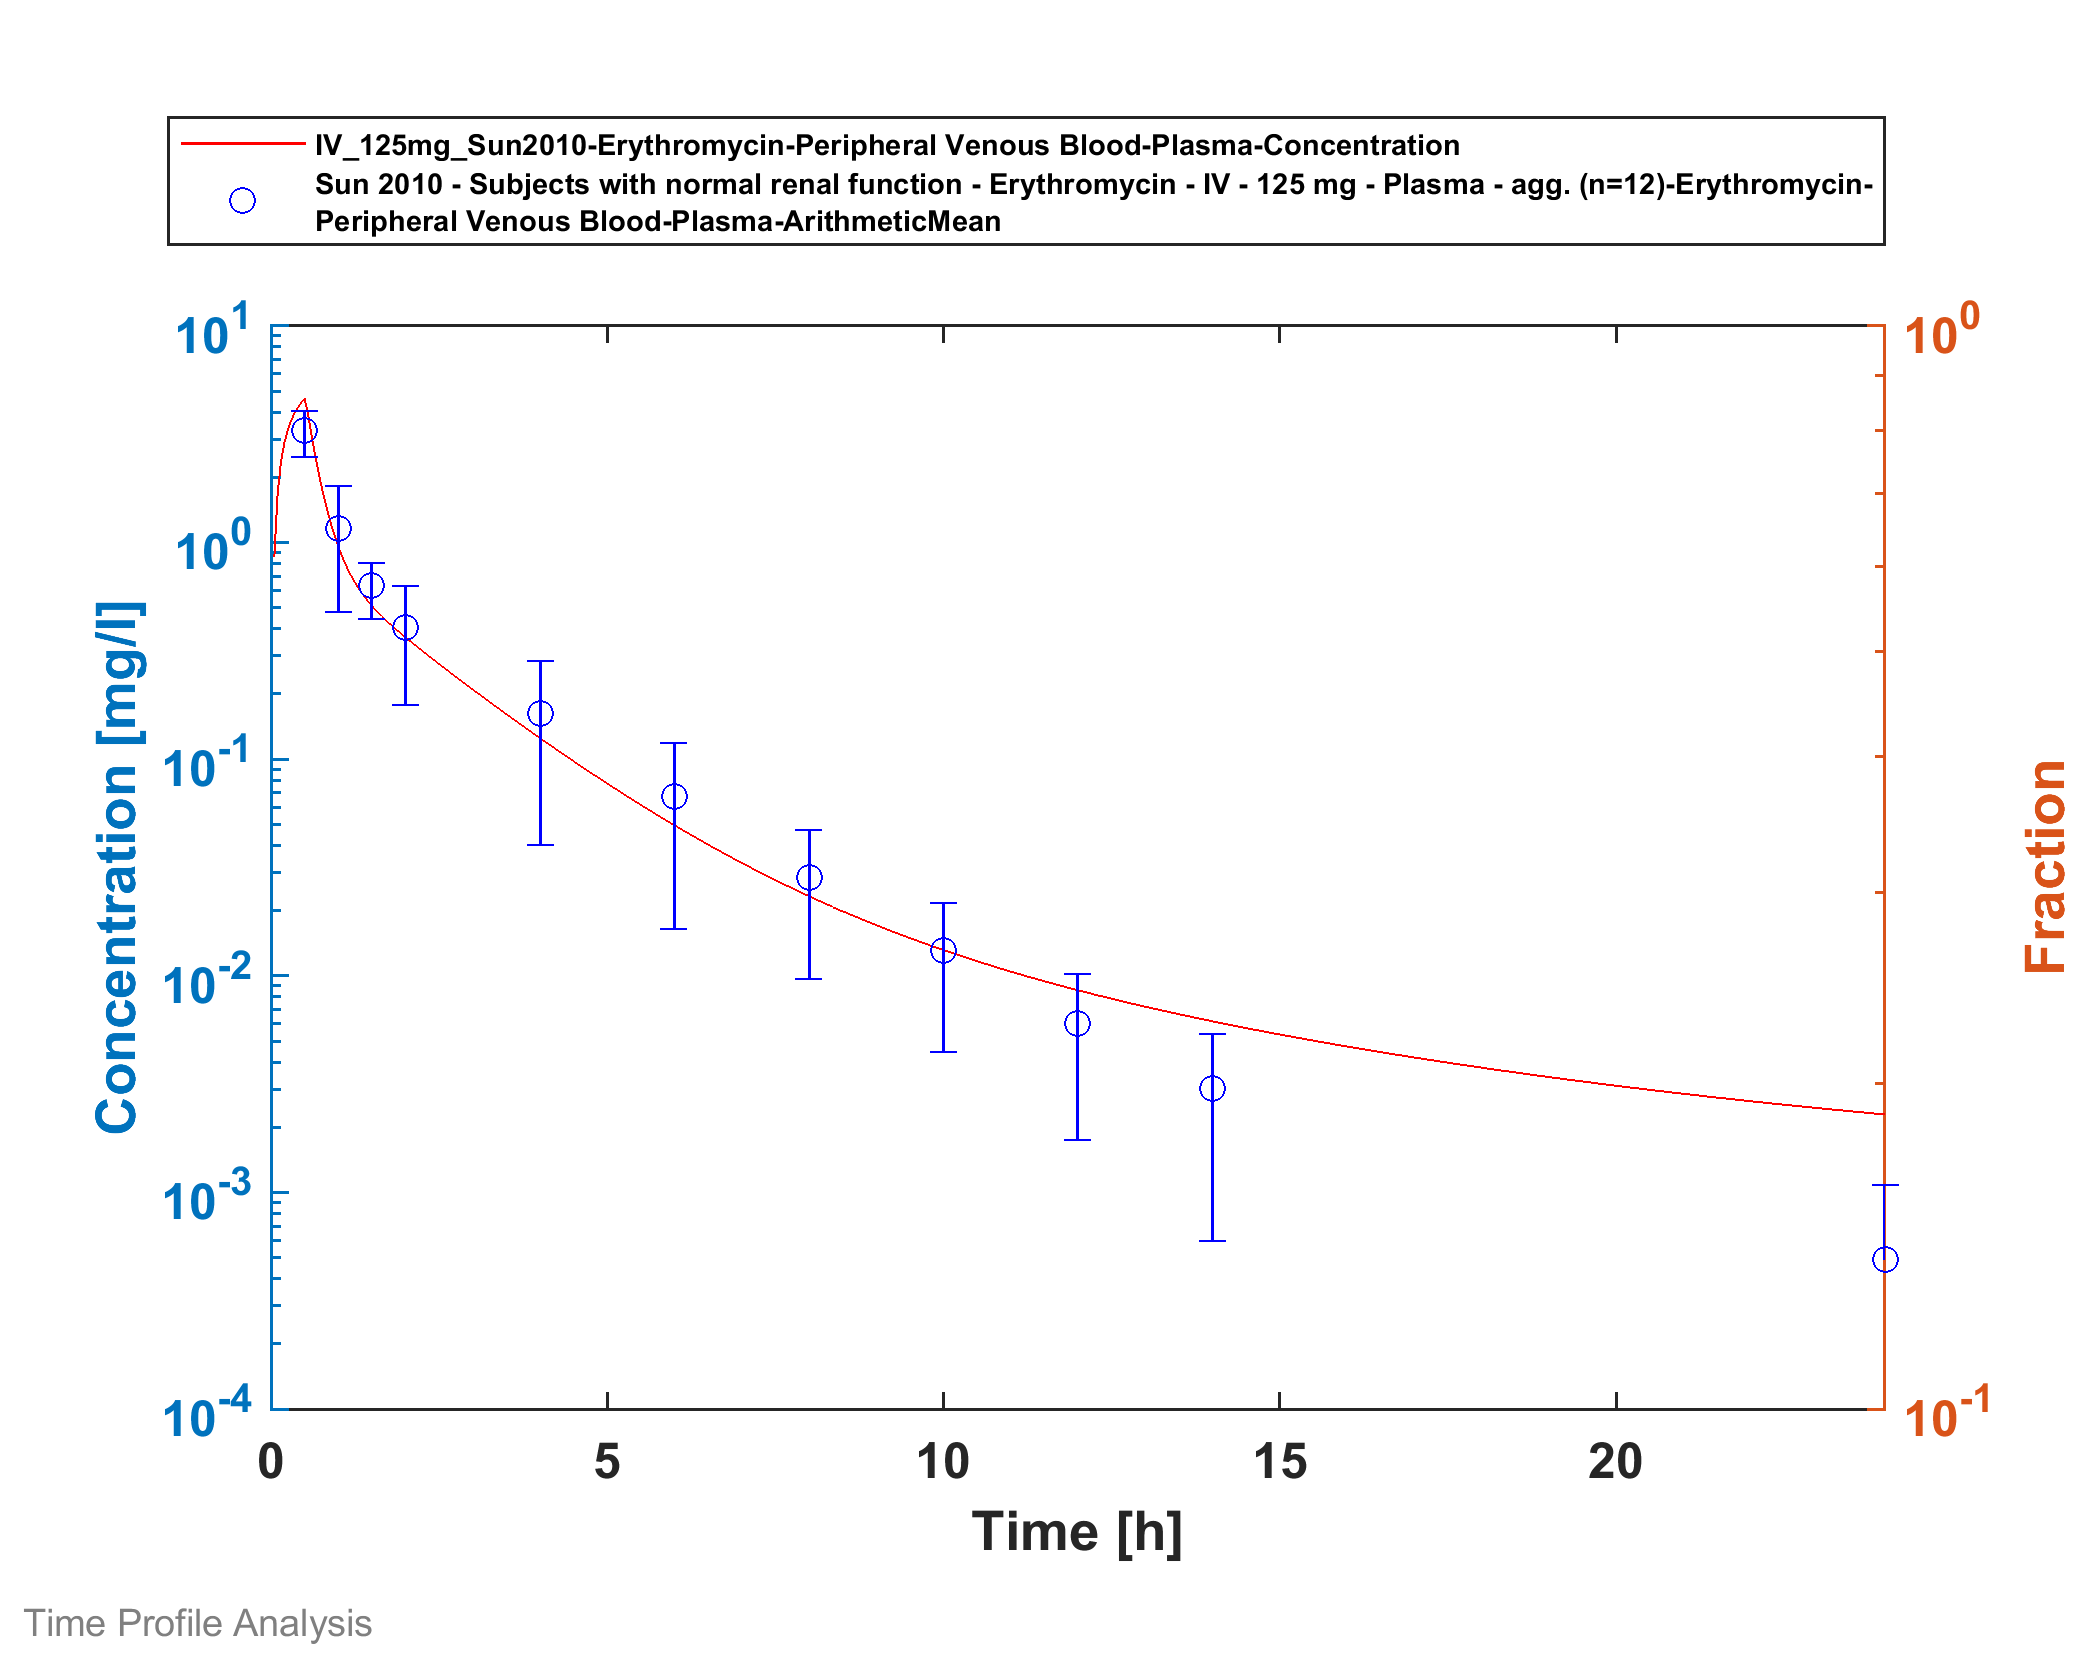 IV_125mg_Sun2010-Erythromycin-Peripheral Venous Blood-Plasma-Concentration
Sun 2010 - Subjects with normal renal function - Erythromycin - IV - 125 mg - Plasma - agg. (n=12)-Erythromycin-
Peripheral Venous Blood-Plasma-ArithmeticMean
10^1
10^0
10^-1
10^-2
10^-3
10^-4
Concentration [mg/l]
10^0
10^-1
Fraction
0 5 10 15 20
Time [h]
Time Profile Analysis